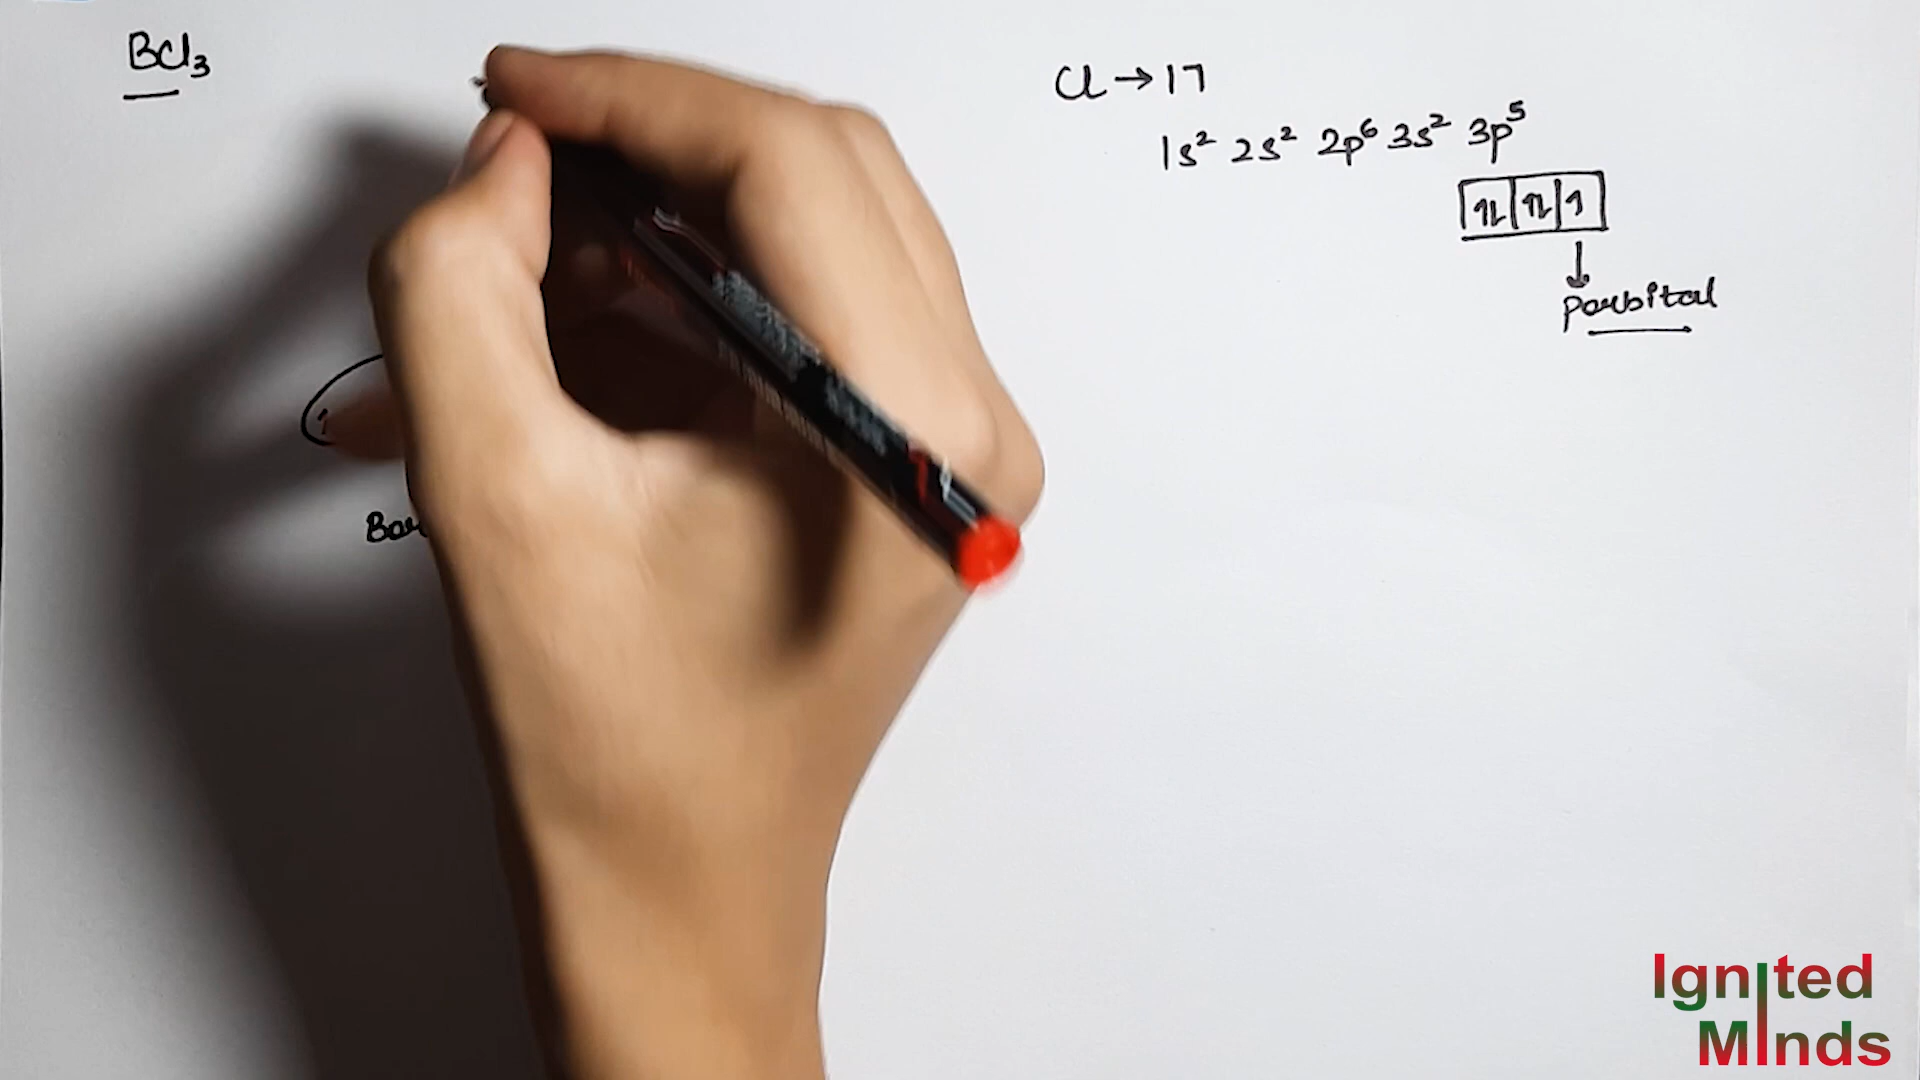 BCl₃
Cl → 17
1s² 2s² 2p⁶ 3s² 3p⁵
⥮ ⥮ ↿
↓
porbital
Ignited
Minds